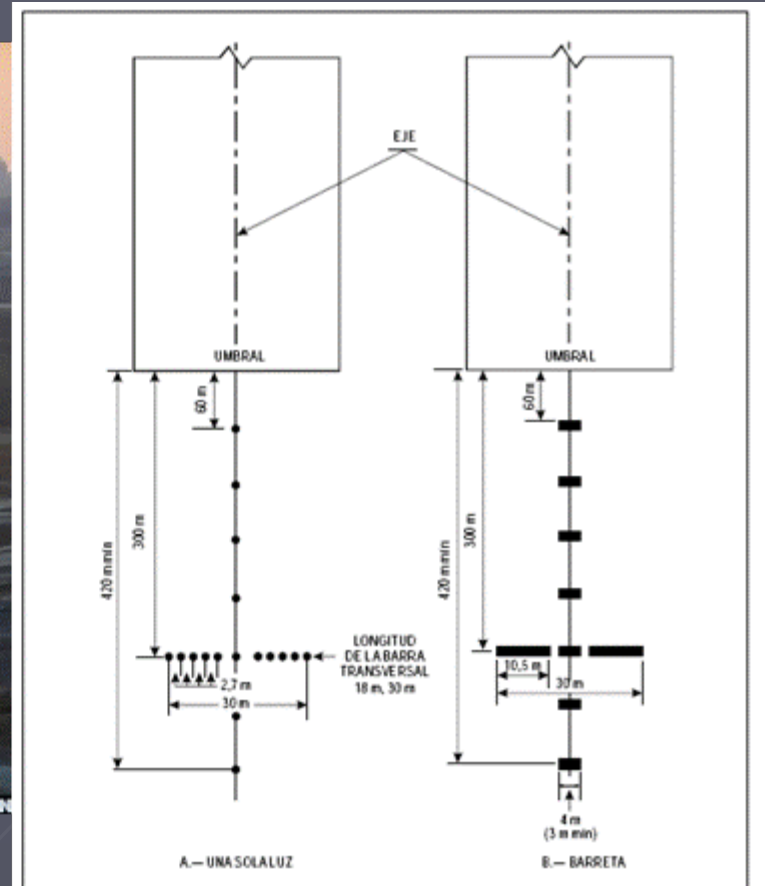 EJE
UMBRAL
UMBRAL
60 m
60 m
300 m
300 m
420 m min
420 m min
LONGITUD
DE LA BARRA
TRANSVERSAL
18 m, 30 m
2,7 m
30 m
10,5 m
30 m
4 m
(3 m min)
A.— UNA SOLA LUZ
B.— BARRETA